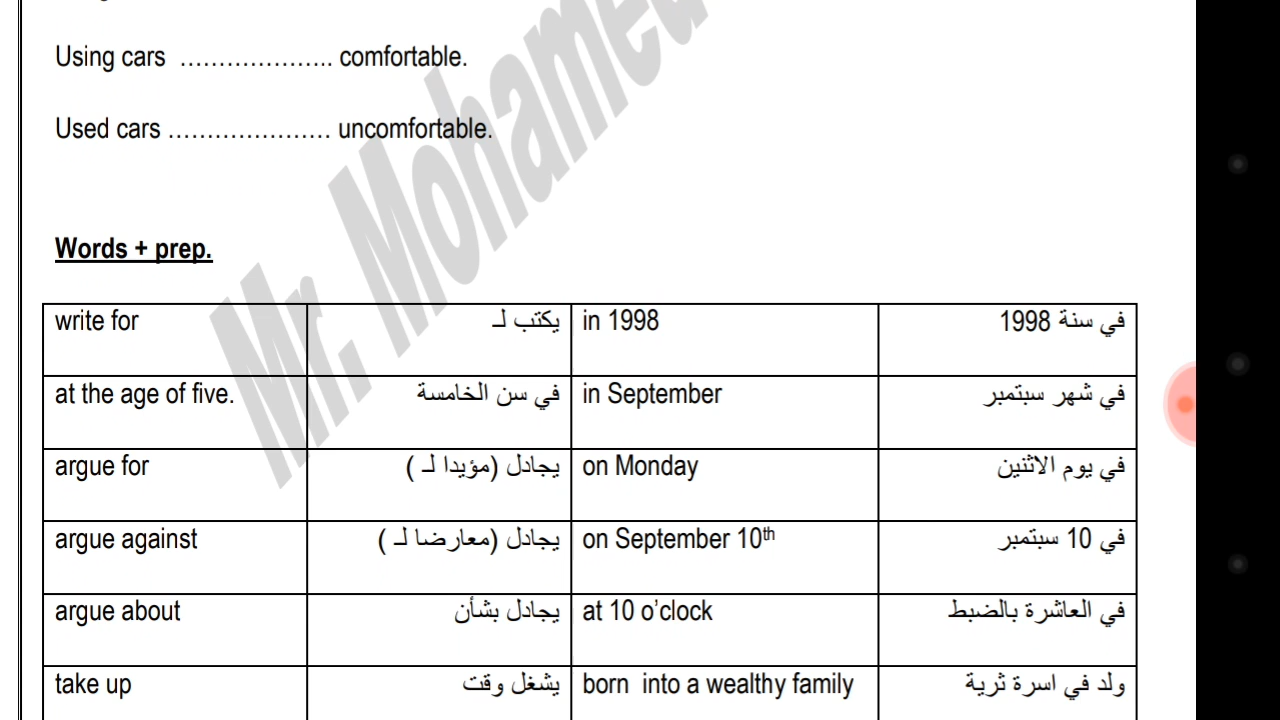 Using cars ……………….. comfortable.
Used cars ………………… uncomfortable.
Words + prep.
write for يكتب لـ in 1998 في سنة 1998
at the age of five. في سن الخامسة in September في شهر سبتمبر
argue for يجادل (مؤيدا لـ ) on Monday في يوم الاثنين
argue against يجادل (معارضا لـ ) on September 10th في 10 سبتمبر
argue about يجادل بشأن at 10 o’clock في العاشرة بالضبط
take up يشغل وقت born into a wealthy family ولد في اسرة ثرية
Mr. Mohamed